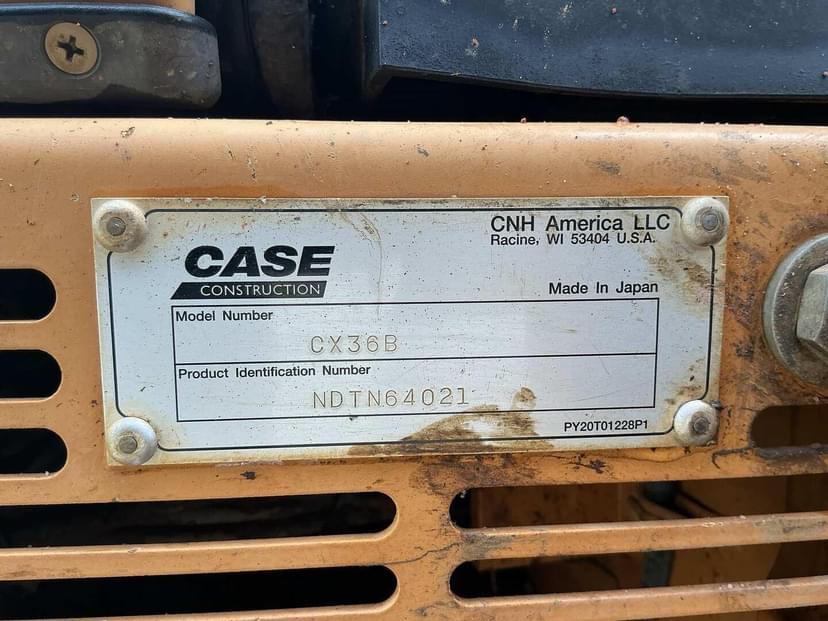 CNH America LLC
Racine, WI 53404 U.S.A.
CASE
CONSTRUCTION
Made In Japan
Model Number
CX36B
Product Identification Number
NDTN64021
PY20T01228P1